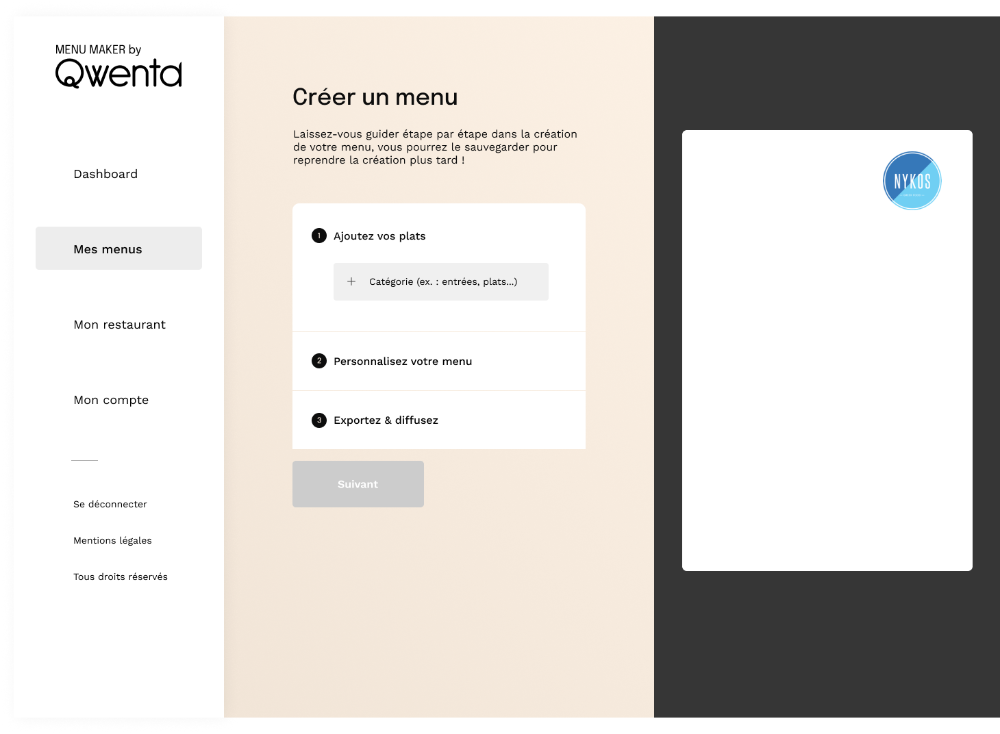 MENU MAKER by
Qwenta
Dashboard
Mes menus
Mon restaurant
Mon compte
Se déconnecter
Mentions légales
Tous droits réservés
Créer un menu
Laissez-vous guider étape par étape dans la création
de votre menu, vous pourrez le sauvegarder pour
reprendre la création plus tard !
1 Ajoutez vos plats
+ Catégorie (ex. : entrées, plats...)
2 Personnalisez votre menu
3 Exportez & diffusez
Suivant
NYKOS